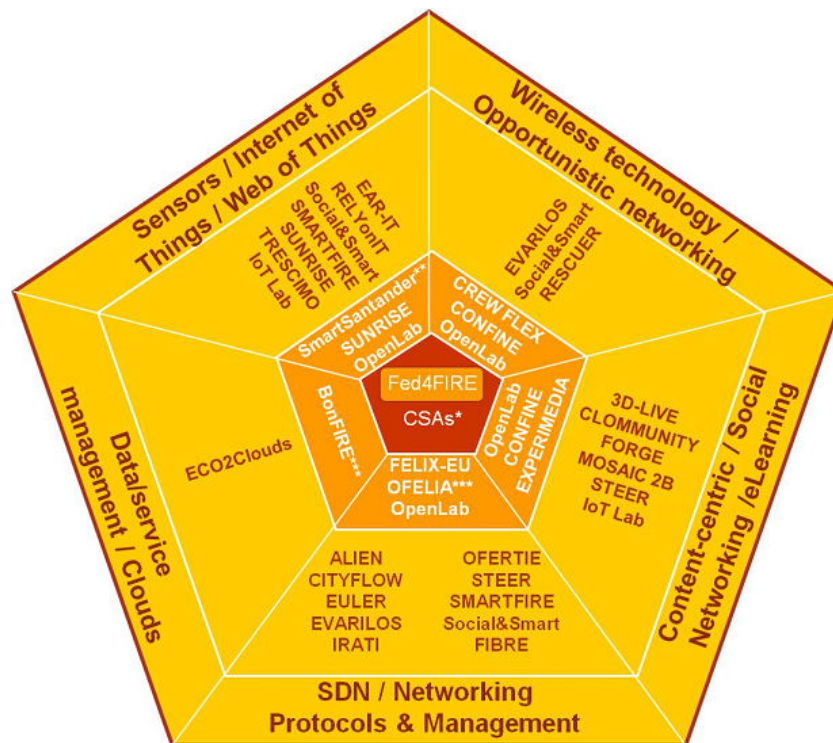 Sensors / Internet of
Things / Web of Things
Wireless technology /
Opportunistic networking
EAR-IT
RELYonIT
Social&Smart
SMARTFIRE
SUNRISE
TRESCIMO
IoT Lab
EVARILOS
Social&Smart
RESCUER
SmartSantander**
SUNRISE
OpenLab
CREW FLEX
CONFINE
OpenLab
Fed4FIRE
CSAs*
BonFIRE***
OpenLab
CONFINE
EXPERIMEDIA
FELIX-EU
OFELIA***
OpenLab
Data/service
management / Clouds
ECO2Clouds
3D-LIVE
CLOMMUNITY
FORGE
MOSAIC 2B
STEER
IoT Lab
Content-centric / Social
Networking /eLearning
ALIEN
CITYFLOW
EULER
EVARILOS
IRATI
OFERTIE
STEER
SMARTFIRE
Social&Smart
FIBRE
SDN / Networking
Protocols & Management